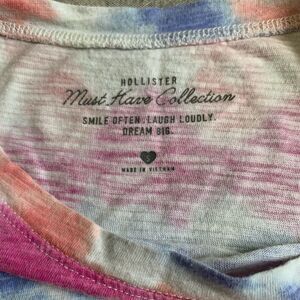 HOLLISTER
Must Have Collection
SMILE OFTEN. LAUGH LOUDLY.
DREAM BIG.
S
MADE IN VIETNAM